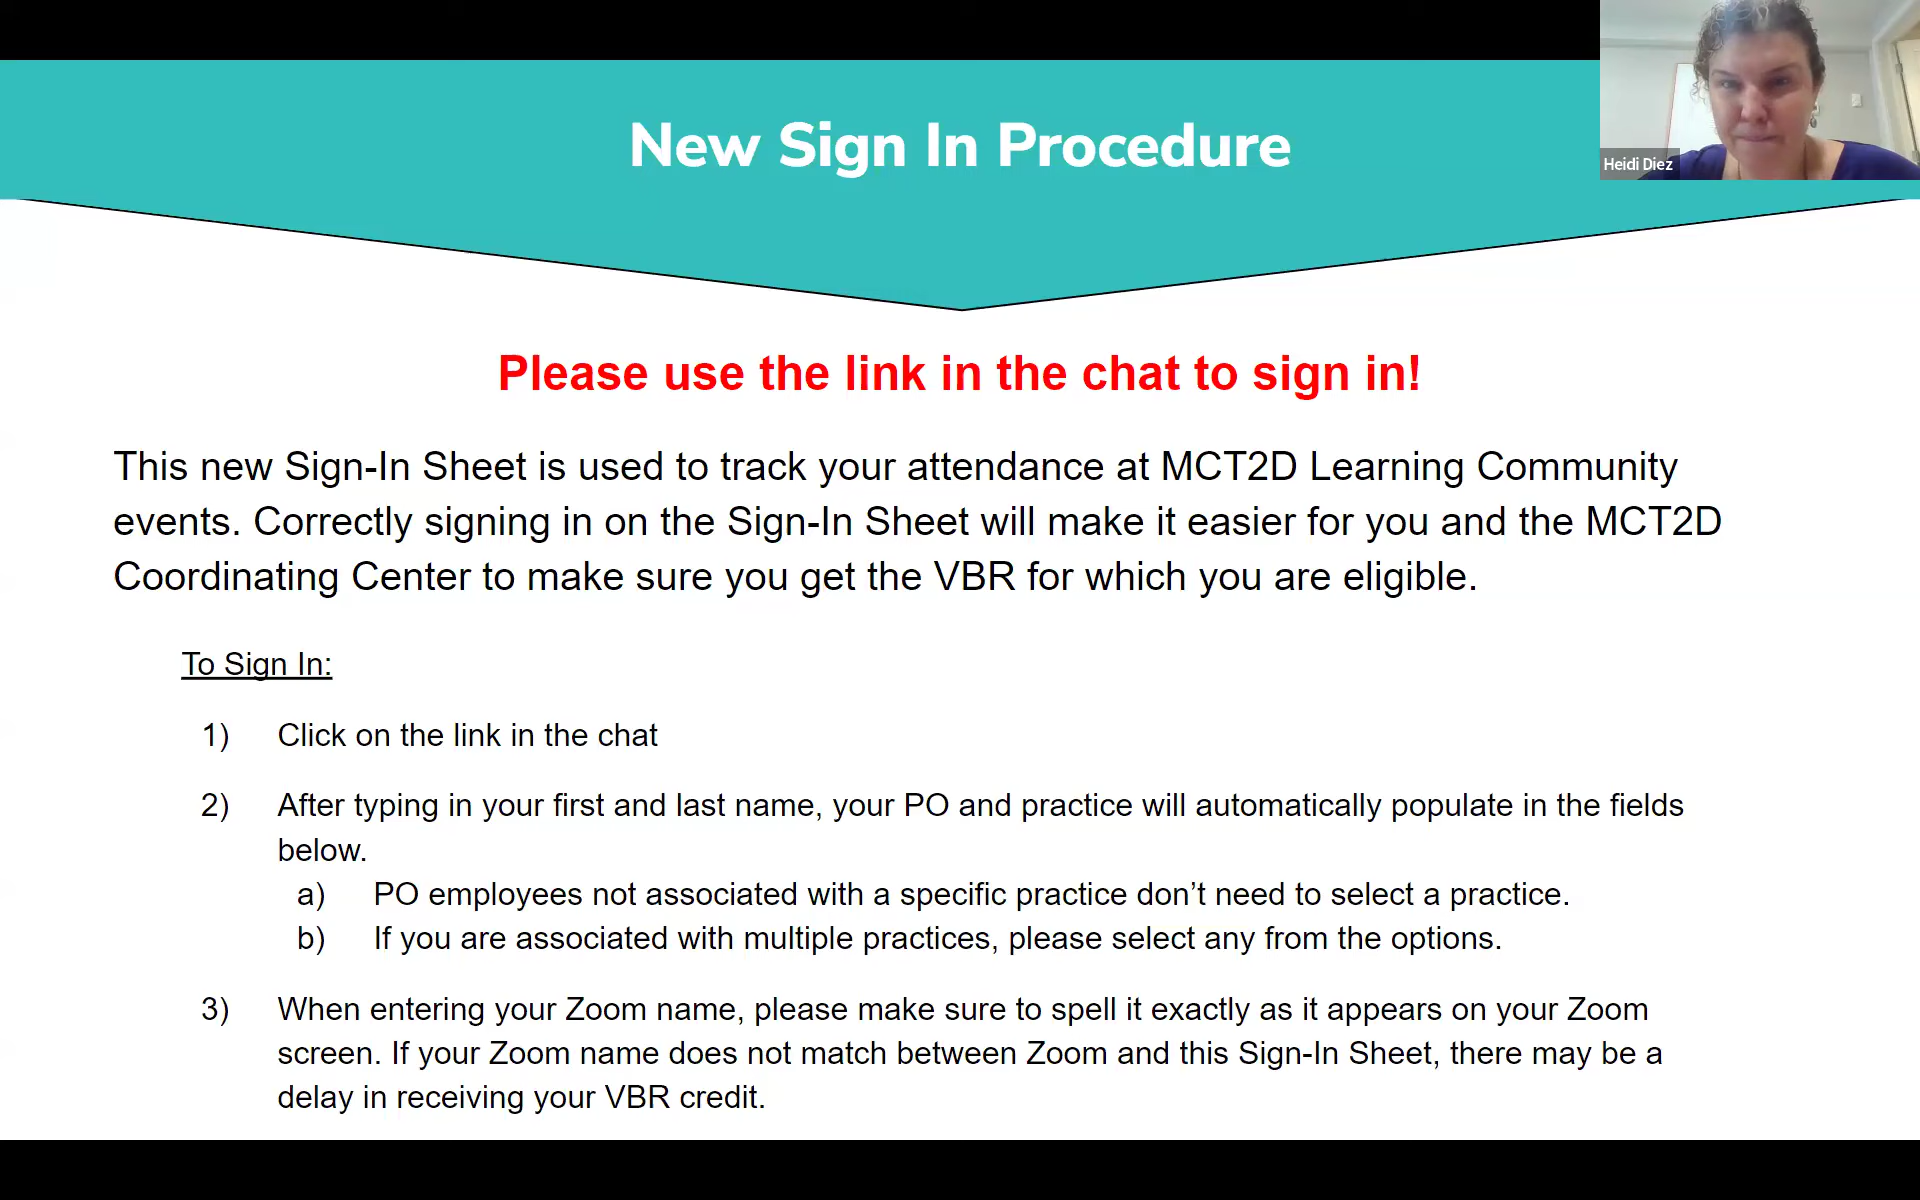 New Sign In Procedure
Heidi Diez
Please use the link in the chat to sign in!
This new Sign-In Sheet is used to track your attendance at MCT2D Learning Community
events. Correctly signing in on the Sign-In Sheet will make it easier for you and the MCT2D
Coordinating Center to make sure you get the VBR for which you are eligible.
To Sign In:
1) Click on the link in the chat
2) After typing in your first and last name, your PO and practice will automatically populate in the fields
below.
a) PO employees not associated with a specific practice don’t need to select a practice.
b) If you are associated with multiple practices, please select any from the options.
3) When entering your Zoom name, please make sure to spell it exactly as it appears on your Zoom
screen. If your Zoom name does not match between Zoom and this Sign-In Sheet, there may be a
delay in receiving your VBR credit.